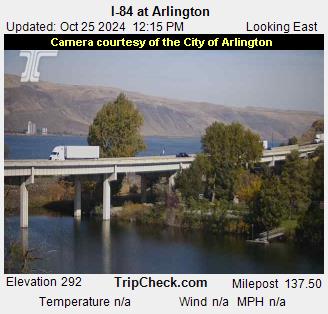 I-84 at Arlington
Updated: Oct 25 2024 12:15 PM Looking East
Camera courtesy of the City of Arlington
Elevation 292 TripCheck.com Milepost 137.50
Temperature n/a Wind n/a MPH n/a